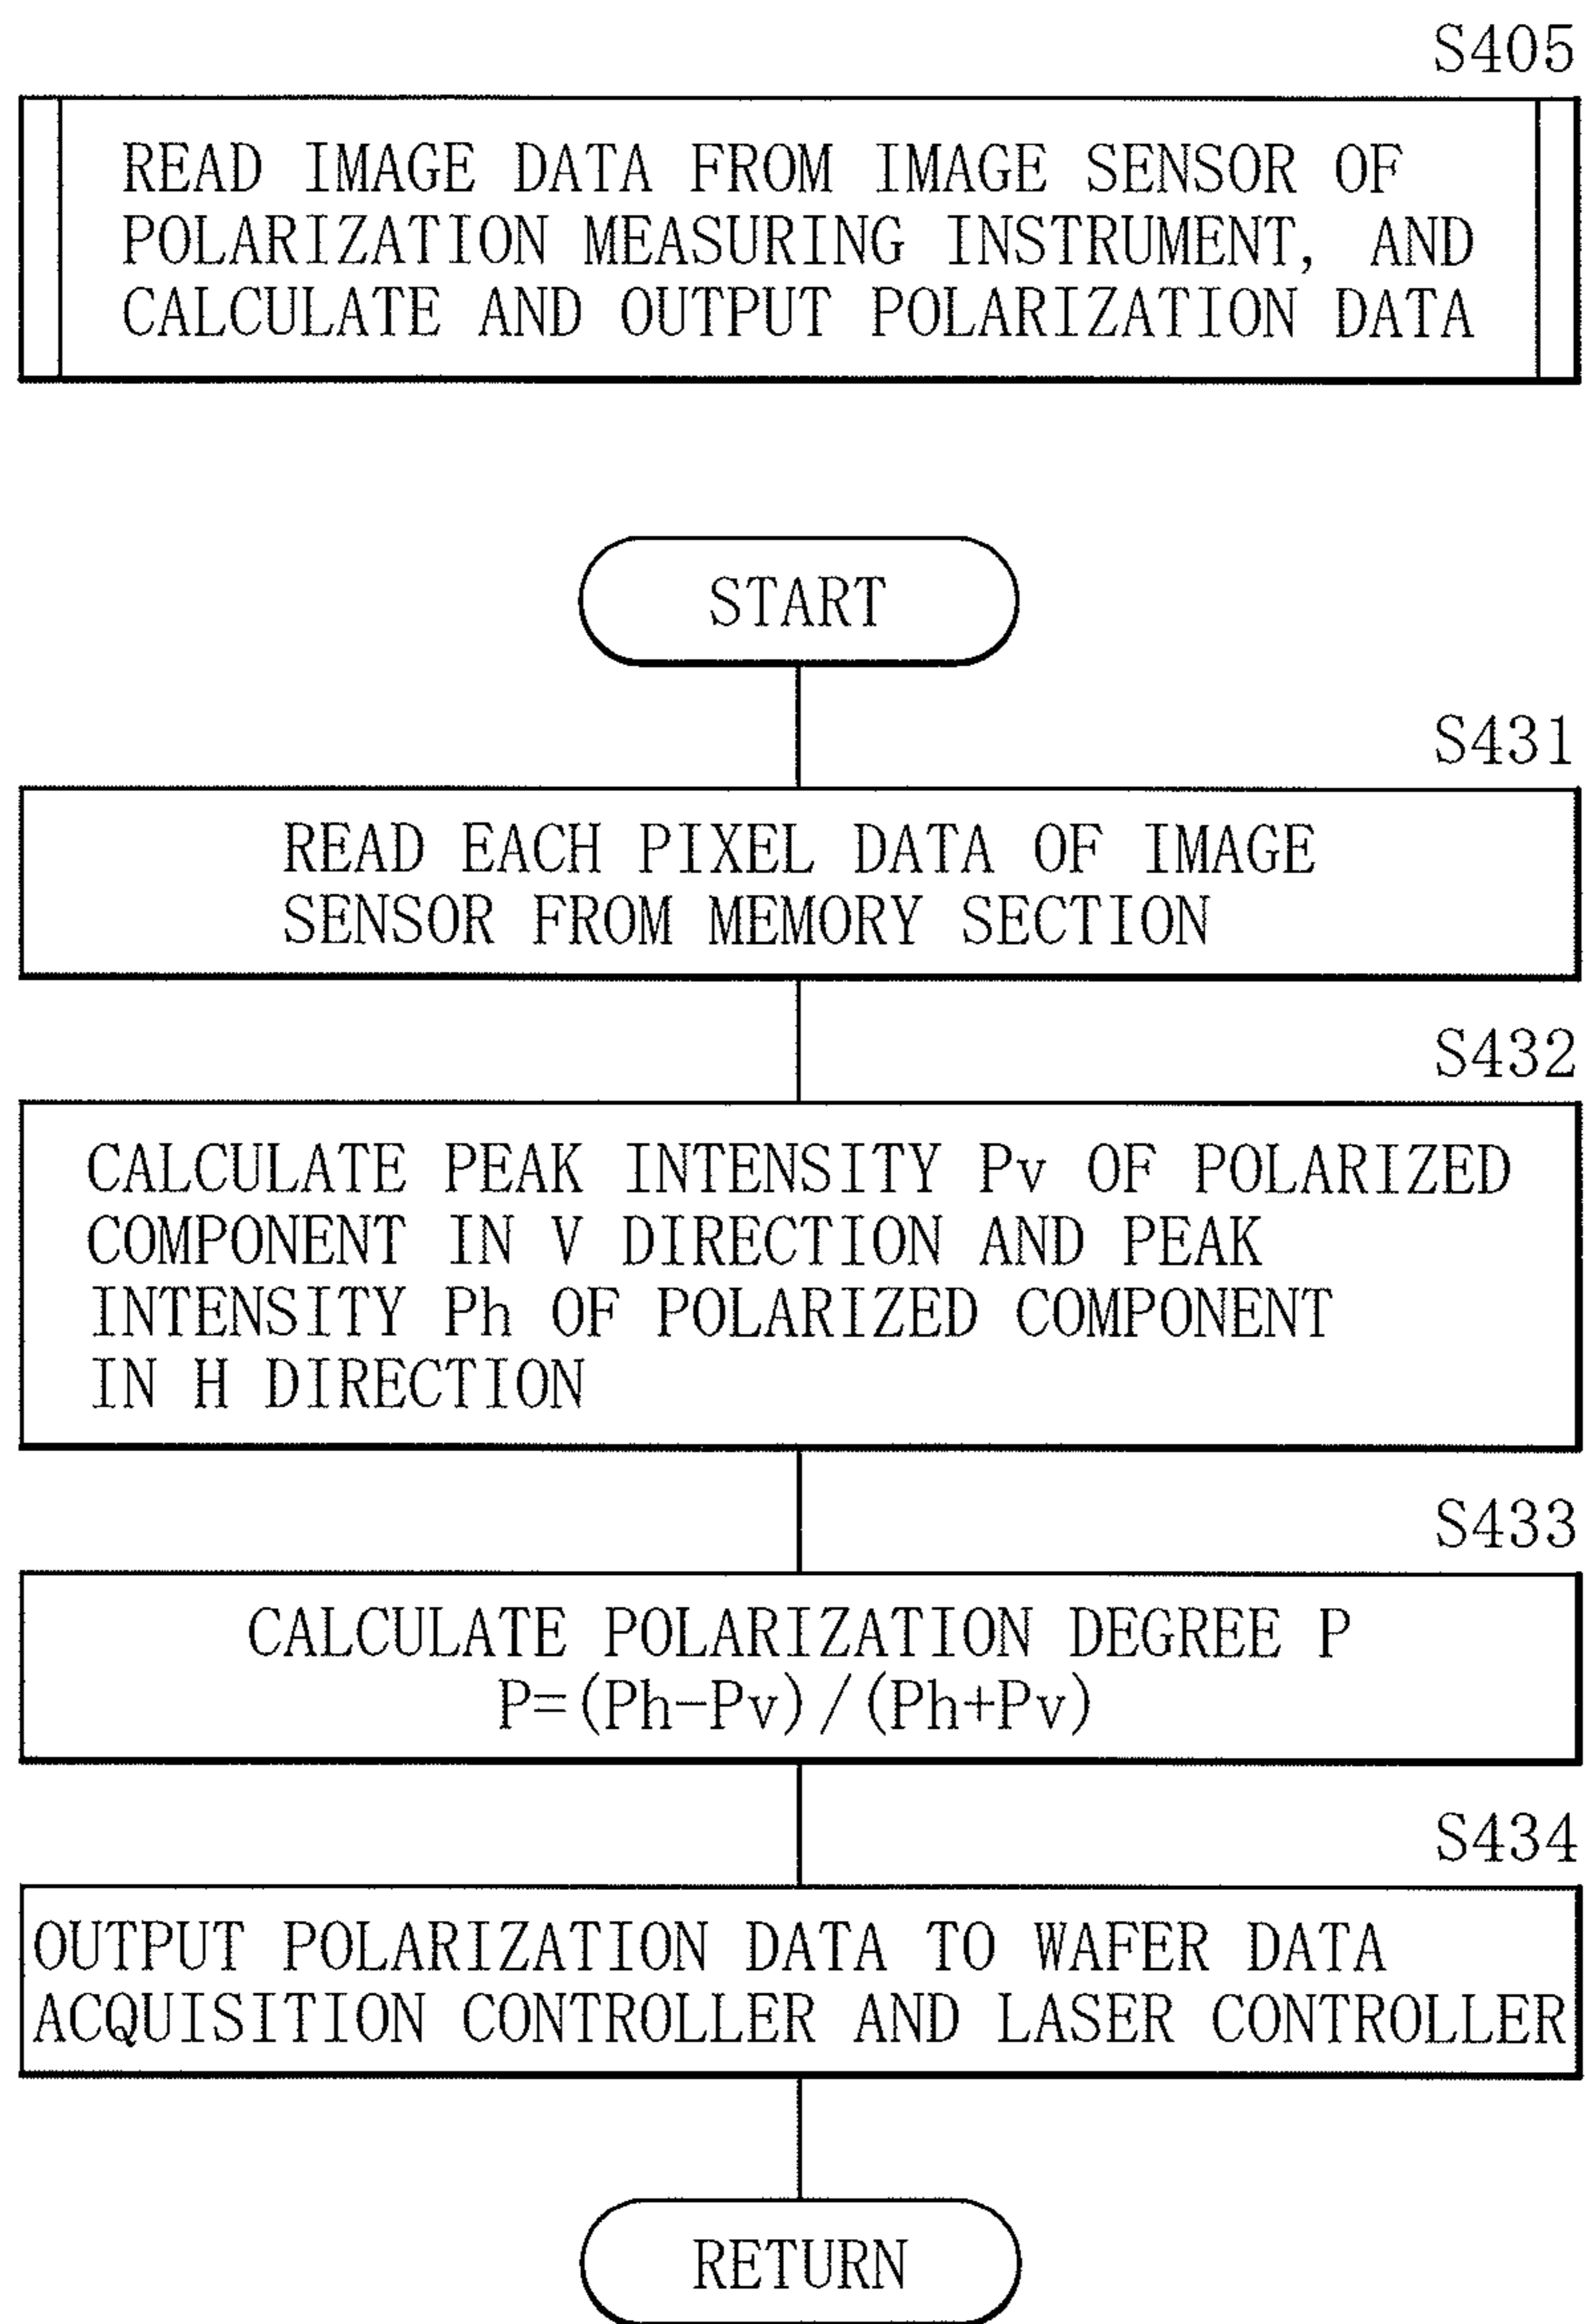 S405
READ IMAGE DATA FROM IMAGE SENSOR OF
POLARIZATION MEASURING INSTRUMENT, AND
CALCULATE AND OUTPUT POLARIZATION DATA
START
S431
READ EACH PIXEL DATA OF IMAGE
SENSOR FROM MEMORY SECTION
S432
CALCULATE PEAK INTENSITY Pv OF POLARIZED
COMPONENT IN V DIRECTION AND PEAK
INTENSITY Ph OF POLARIZED COMPONENT
IN H DIRECTION
S433
CALCULATE POLARIZATION DEGREE P
P=(Ph-Pv)/(Ph+Pv)
S434
OUTPUT POLARIZATION DATA TO WAFER DATA
ACQUISITION CONTROLLER AND LASER CONTROLLER
RETURN